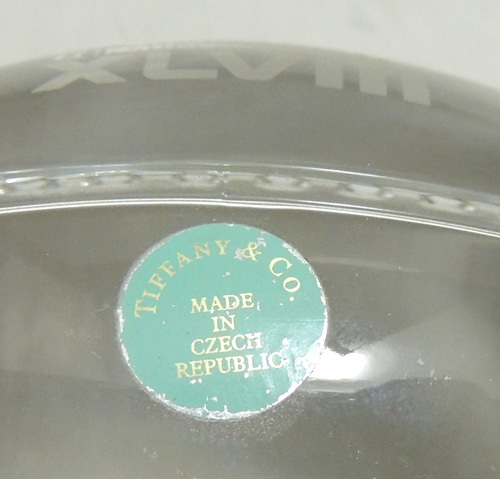 XLVIII
TIFFANY & CO.
MADE
IN
CZECH
REPUBLIC